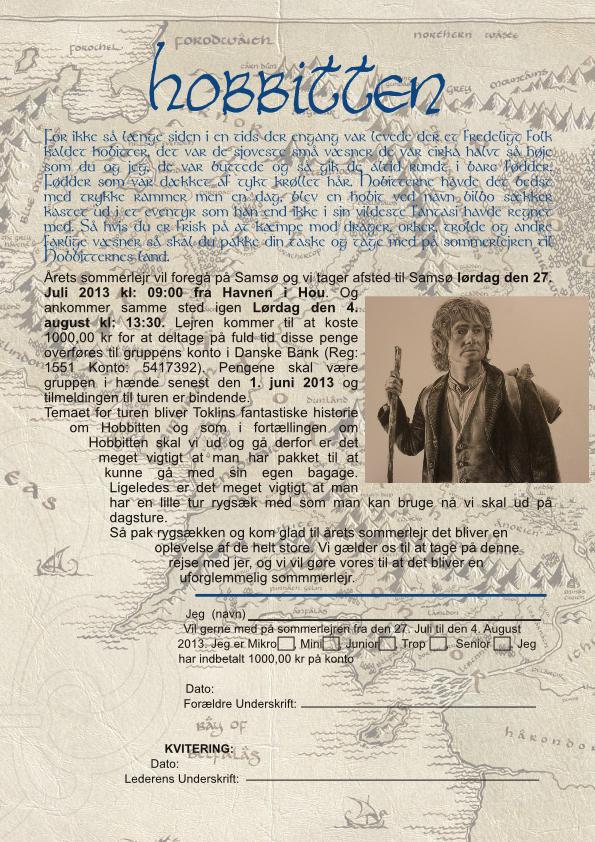 FORODWAITH
NORTHERN WASTE
FOROCHEL
HOBBITTEN
For ikke så længe siden i en tids der engang var levede der et fredeligt folk
kaldet hobitter, det var de sjoveste små væsner de var cirka halvt så høje
som du og jeg, de var buttede og så gik de altid rundt i bare fødder.
Fødder som var dækket af tykt krøllet hår. Hobitterne havde det bedst
med trykke rammer men en dag, blev en hobit ved navn bilbo sækker
kastet ud i et eventyr som han end ikke i sin vildeste fantasi havde regnet
med. Så hvis du er frisk på at kæmpe mod drager, orker, trolde og andre
farlige væsner så skal du pakke din taske og tage med på sommerlejren til
Hobbitternes land.
Årets sommerlejr vil foregå på Samsø og vi tager afsted til Samsø lørdag den 27.
Juli 2013 kl: 09:00 fra Havnen i Hou. Og
ankommer samme sted igen Lørdag den 4.
august kl: 13:30. Lejren kommer til at koste
1000,00 kr for at deltage på fuld tid disse penge
overføres til gruppens konto i Danske Bank (Reg:
1551 Konto: 5417392). Pengene skal være
gruppen i hænde senest den 1. juni 2013 og
tilmeldingen til turen er bindende.
Temaet for turen bliver Toklins fantastiske historie
om Hobbitten og som i fortællingen om
Hobbitten skal vi ud og gå derfor er det
meget vigtigt at man har pakket til at
kunne gå med sin egen bagage.
Ligeledes er det meget vigtigt at man
har en lille tur rygsæk med som man kan bruge nå vi skal ud på
dagsture.
Så pak rygsækken og kom glad til årets sommerlejr det bliver en
oplevelse af de helt store. Vi gælder os til at tage på denne
rejse med jer, og vi vil gøre vores til at det bliver en
uforglemmelig sommmerlejr.
Jeg (navn)
Vil gerne med på sommerlejren fra den 27. Juli til den 4. August
2013. Jeg er Mikro , Mini , Junior , Trop , Senior . Jeg
har indbetalt 1000,00 kr på konto
Dato:
Forældre Underskrift:
BAY OF
BELFALAS
HARONDOR
KVITERING:
Dato:
Lederens Underskrift: